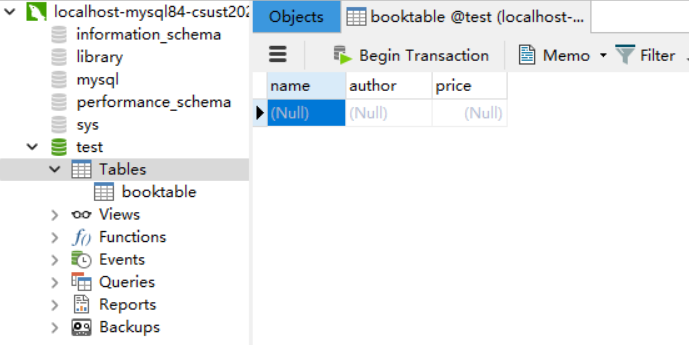 localhost-mysql84-csust202
information_schema
library
mysql
performance_schema
sys
test
Tables
booktable
Views
Functions
Events
Queries
Reports
Backups
Objects
booktable @test (localhost-...
Begin Transaction
Memo
Filter
name author price
(Null) (Null) (Null)